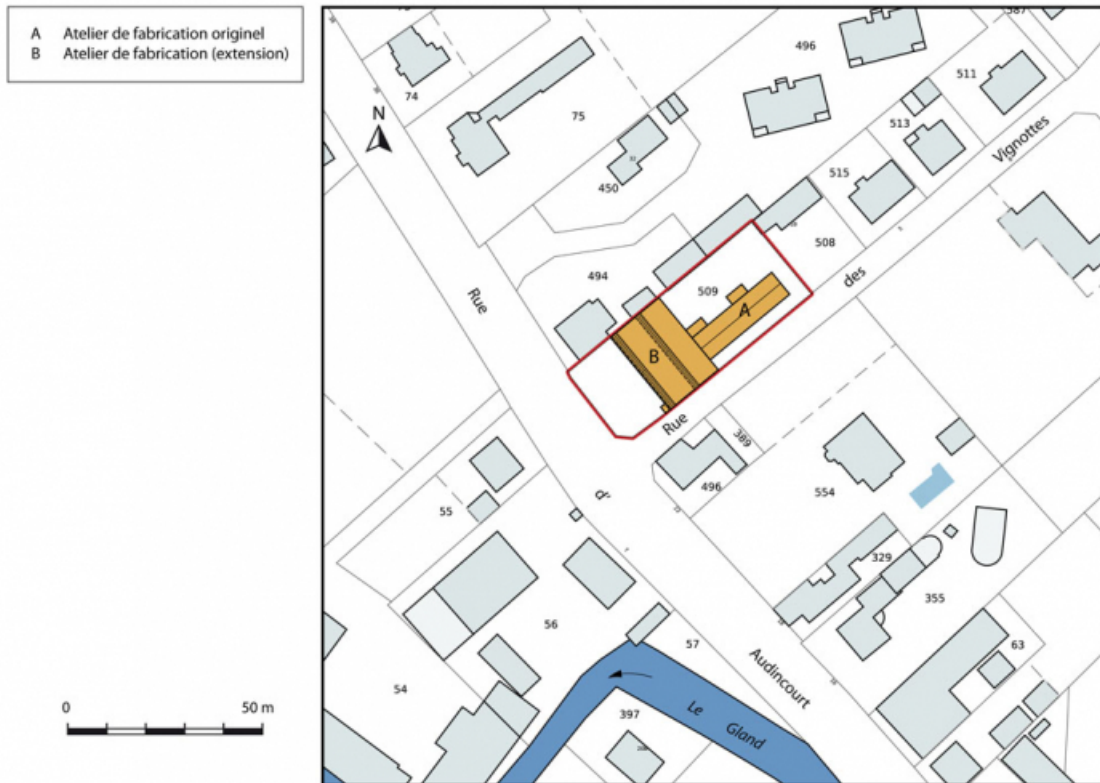 A Atelier de fabrication originel
B Atelier de fabrication (extension)
N
0 50 m
74
75
496
511
513
515
450
508
494
509
A
B
Rue
des
Vignottes
Rue
d'
Audincourt
389
496
554
329
355
55
56
57
63
54
397
Le Gland